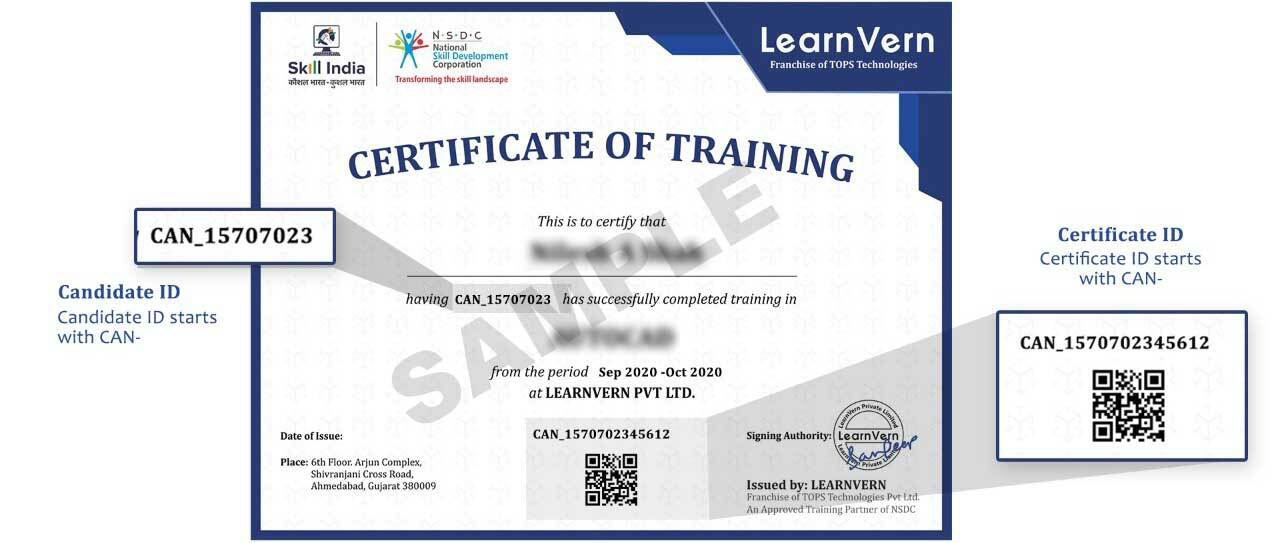 Skill India
कौशल भारत-कुशल भारत
N·S·D·C
National
Skill Development
Corporation
Transforming the skill landscape
LearnVern
Franchise of TOPS Technologies
CERTIFICATE OF TRAINING
This is to certify that
having CAN_15707023 has successfully completed training in
from the period Sep 2020 -Oct 2020
at LEARNVERN PVT LTD.
SAMPLE
CAN_15707023
Candidate ID
Candidate ID starts
with CAN-
Certificate ID
Certificate ID starts
with CAN-
CAN_1570702345612
Date of Issue:
Place: 6th Floor. Arjun Complex,
Shivranjani Cross Road,
Ahmedabad, Gujarat 380009
CAN_1570702345612
Signing Authority:
LearnVern Private Limited
LearnVern
LearnVern Private Limited
Sandeep
Issued by: LEARNVERN
Franchise of TOPS Technologies Pvt Ltd.
An Approved Training Partner of NSDC